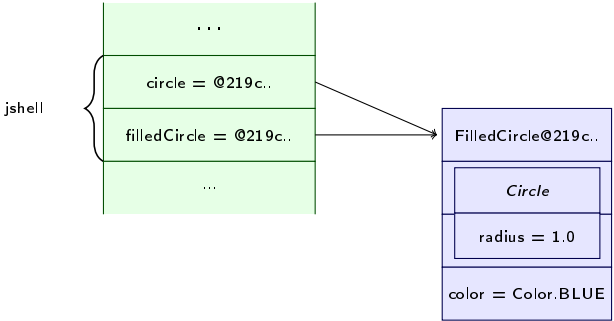 ...
circle = @219c..
jshell
filledCircle = @219c..
FilledCircle@219c..
...
Circle
radius = 1.0
color = Color.BLUE